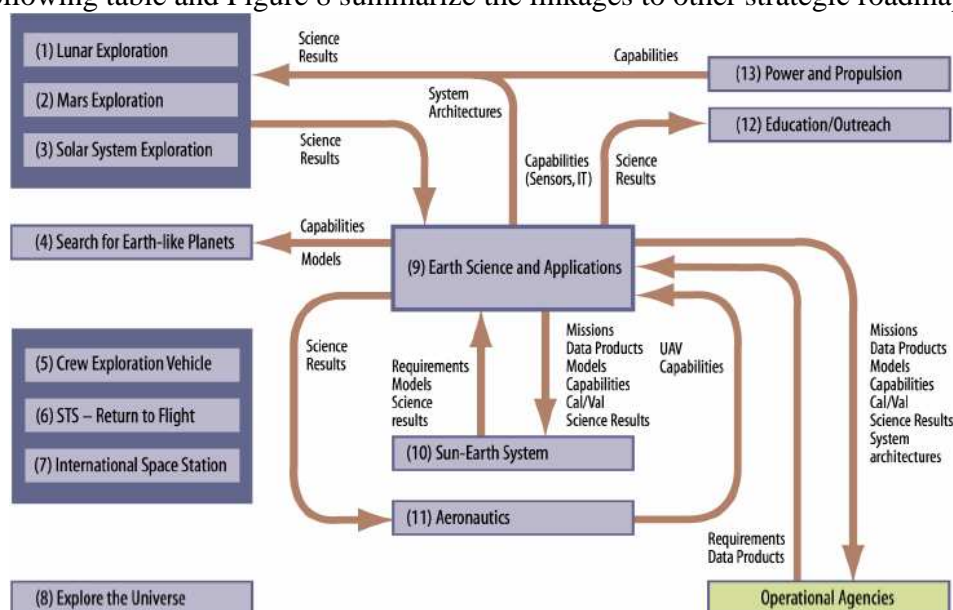 ollowing table and Figure 8 summarize the linkages to other strategic roadmap
(1) Lunar Exploration
(2) Mars Exploration
(3) Solar System Exploration
Science
Results
Capabilities
(13) Power and Propulsion
System
Architectures
(12) Education/Outreach
Science
Results
Capabilities
(Sensors, IT)
Science
Results
(4) Search for Earth-like Planets
Capabilities
Models
(9) Earth Science and Applications
(5) Crew Exploration Vehicle
(6) STS – Return to Flight
(7) International Space Station
Science
Results
Requirements
Models
Science
results
Missions
Data Products
Models
Capabilities
Cal/Val
Science Results
UAV
Capabilities
Missions
Data Products
Models
Capabilities
Cal/Val
Science Results
System
architectures
(10) Sun-Earth System
(11) Aeronautics
Requirements
Data Products
(8) Explore the Universe
Operational Agencies